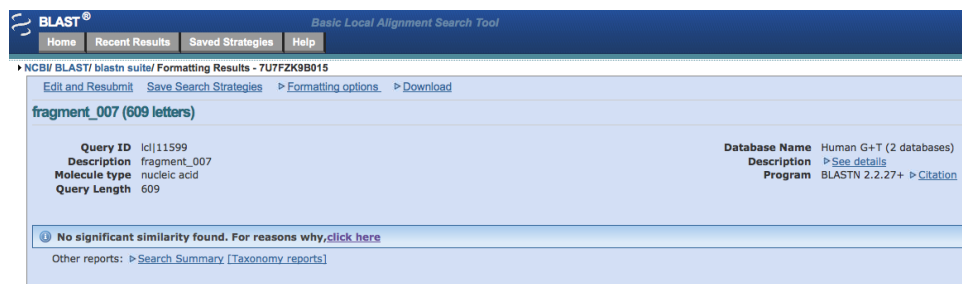 BLAST® Basic Local Alignment Search Tool
Home Recent Results Saved Strategies Help
NCBI/ BLAST/ blastn suite/ Formatting Results - 7U7FZK9B015
Edit and Resubmit Save Search Strategies Formatting options Download
fragment_007 (609 letters)
Query ID lcl|11599
Description fragment_007
Molecule type nucleic acid
Query Length 609
Database Name Human G+T (2 databases)
Description See details
Program BLASTN 2.2.27+ Citation
No significant similarity found. For reasons why,click here
Other reports: Search Summary [Taxonomy reports]